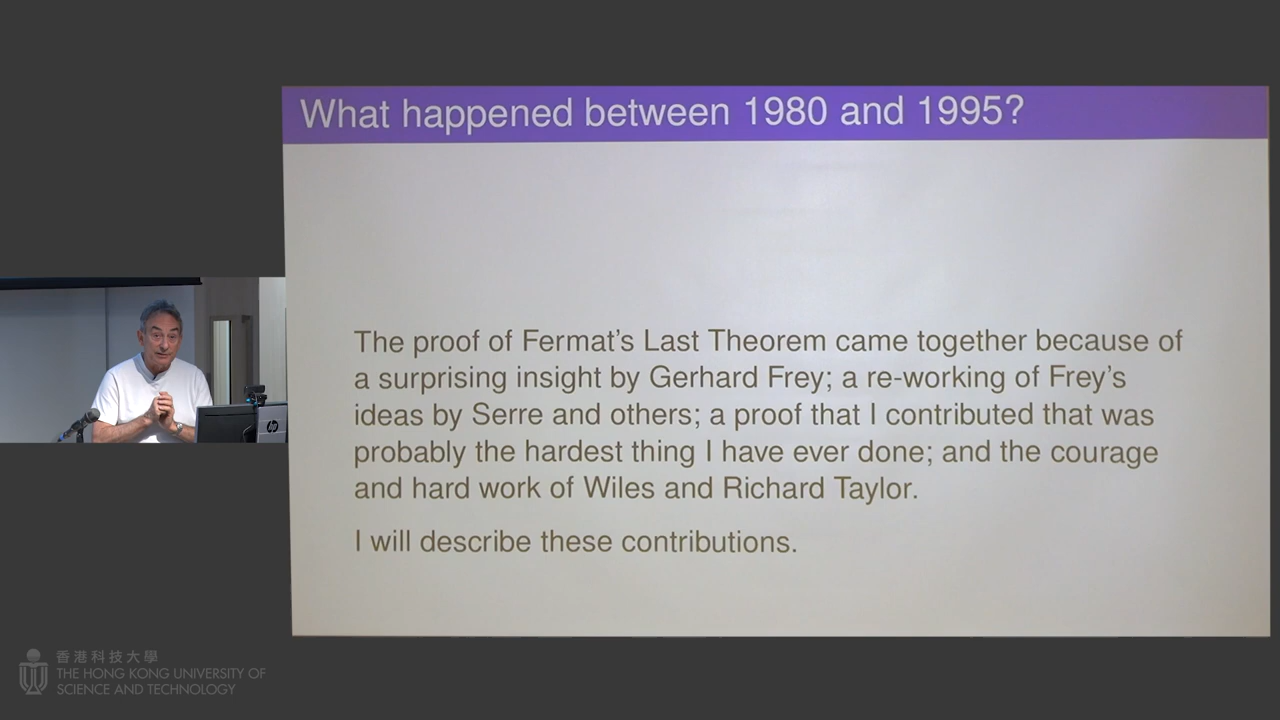 What happened between 1980 and 1995?
The proof of Fermat's Last Theorem came together because of
a surprising insight by Gerhard Frey; a re-working of Frey's
ideas by Serre and others; a proof that I contributed that was
probably the hardest thing I have ever done; and the courage
and hard work of Wiles and Richard Taylor.
I will describe these contributions.
hp
香港科技大學
THE HONG KONG UNIVERSITY OF
SCIENCE AND TECHNOLOGY